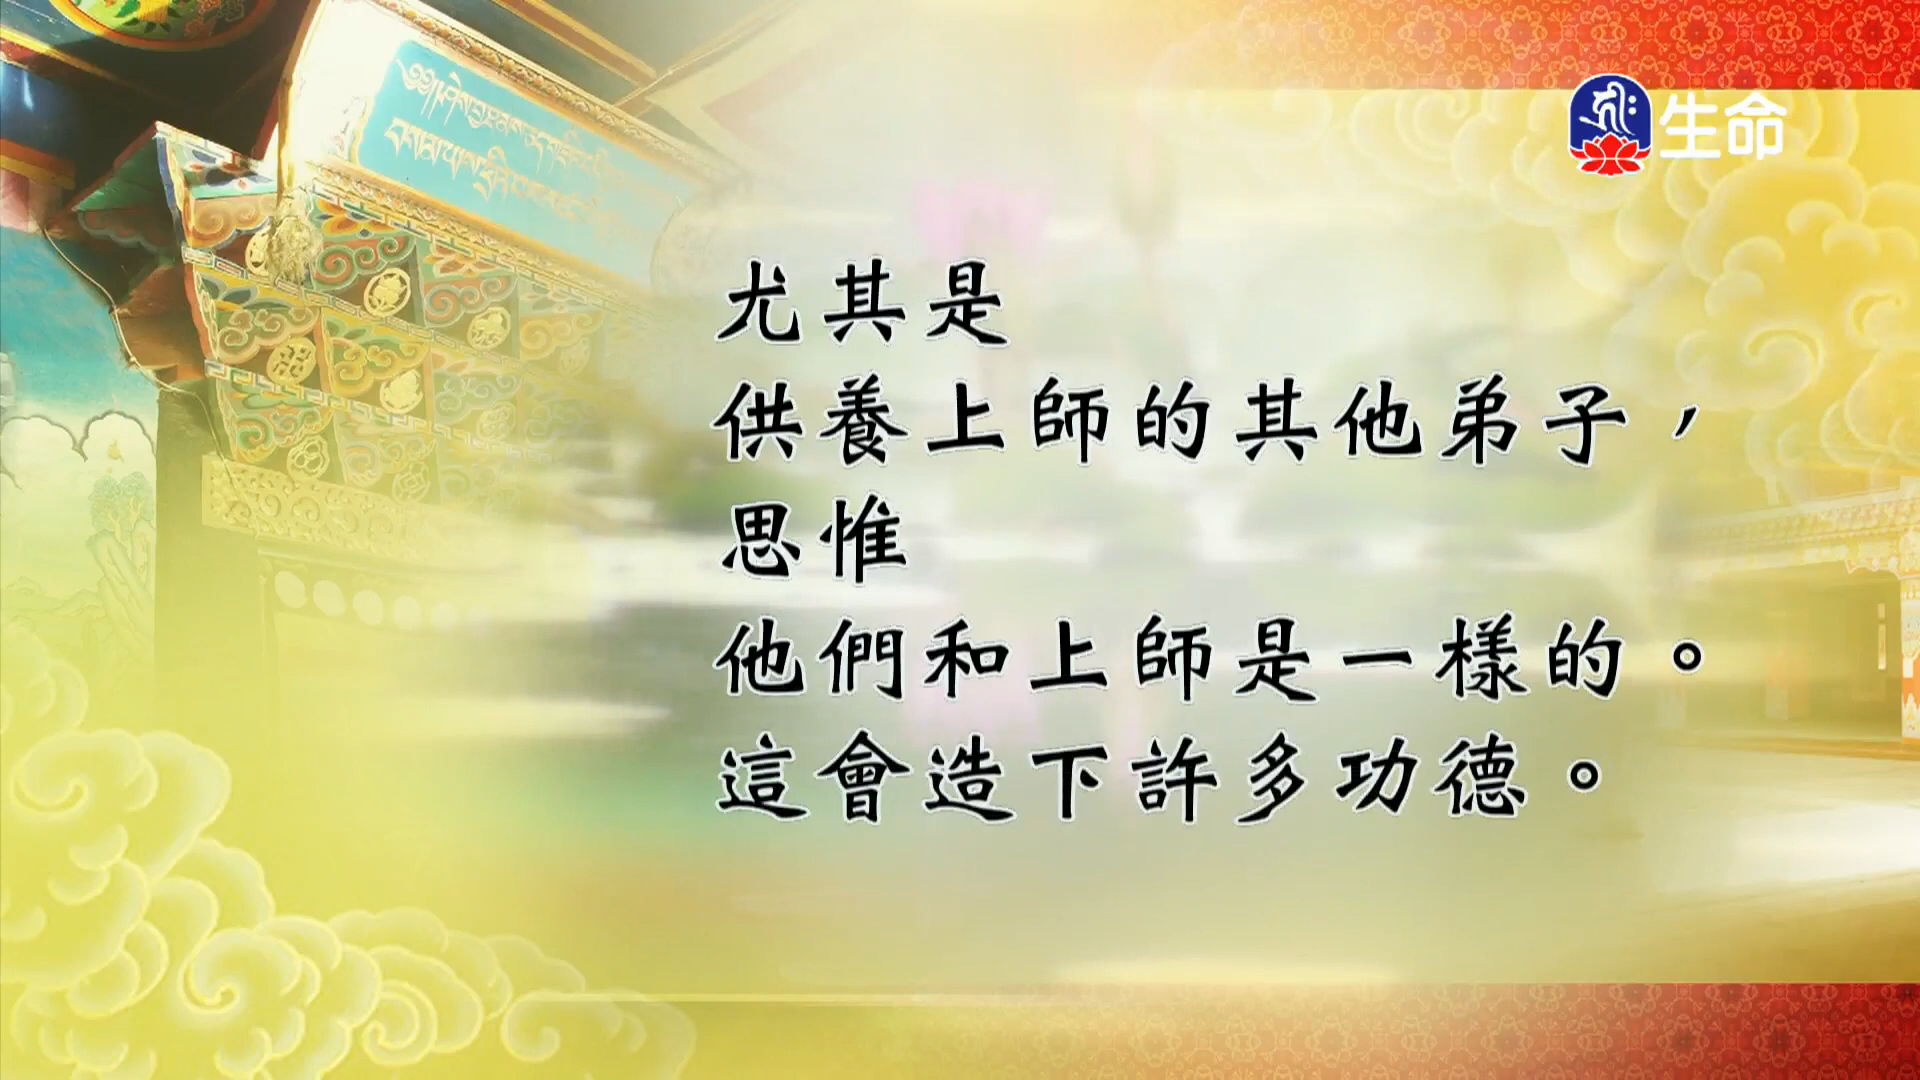 生命
尤其是
供養上師的其他弟子，
思惟
他們和上師是一樣的。
這會造下許多功德。